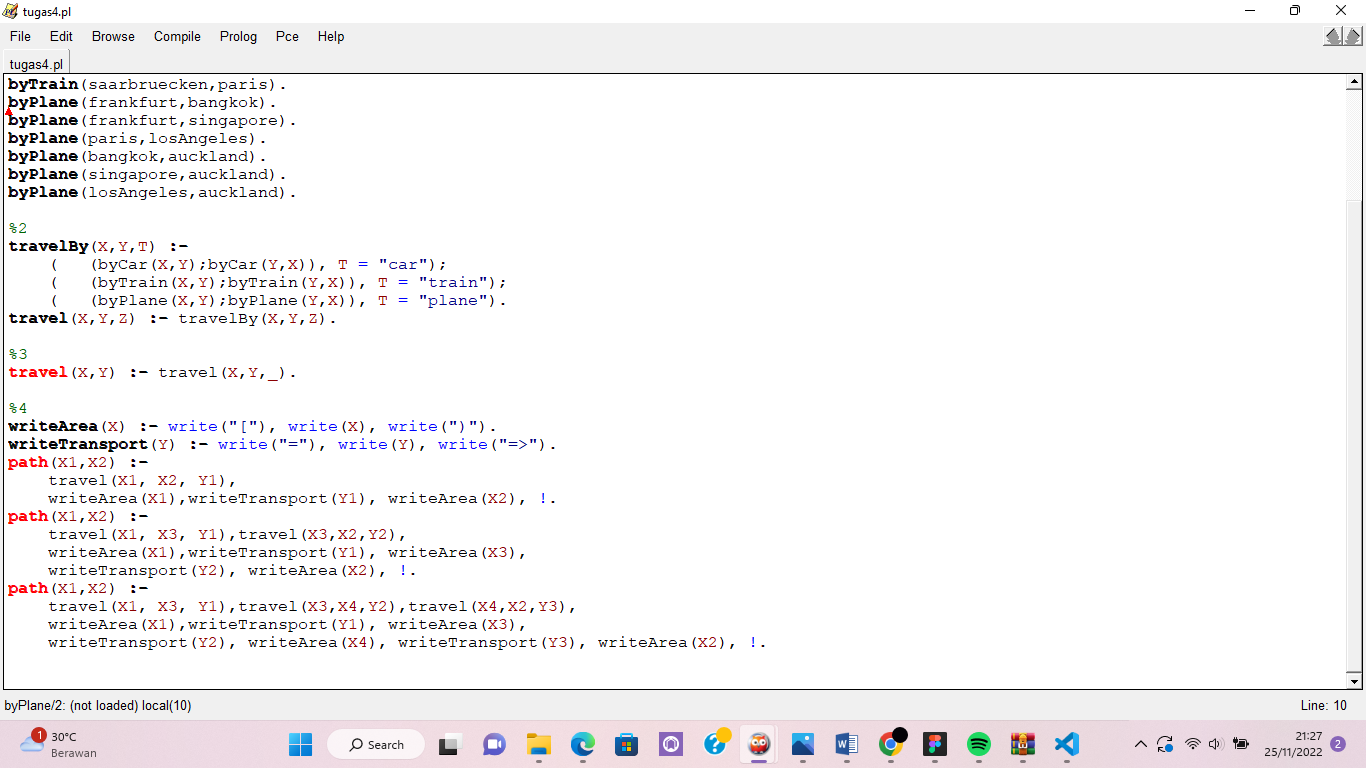 tugas4.pl
File Edit Browse Compile Prolog Pce Help
tugas4.pl
byTrain(saarbruecken,paris).
byPlane(frankfurt,bangkok).
byPlane(frankfurt,singapore).
byPlane(paris,losAngeles).
byPlane(bangkok,auckland).
byPlane(singapore,auckland).
byPlane(losAngeles,auckland).
%2
travelBy(X,Y,T) :-
    (   (byCar(X,Y);byCar(Y,X)), T = "car");
    (   (byTrain(X,Y);byTrain(Y,X)), T = "train");
    (   (byPlane(X,Y);byPlane(Y,X)), T = "plane").
travel(X,Y,Z) :- travelBy(X,Y,Z).
%3
travel(X,Y) :- travel(X,Y,_).
%4
writeArea(X) :- write("["), write(X), write(")").
writeTransport(Y) :- write("="), write(Y), write("=>").
path(X1,X2) :-
    travel(X1, X2, Y1),
    writeArea(X1),writeTransport(Y1), writeArea(X2), !.
path(X1,X2) :-
    travel(X1, X3, Y1),travel(X3,X2,Y2),
    writeArea(X1),writeTransport(Y1), writeArea(X3),
    writeTransport(Y2), writeArea(X2), !.
path(X1,X2) :-
    travel(X1, X3, Y1),travel(X3,X4,Y2),travel(X4,X2,Y3),
    writeArea(X1),writeTransport(Y1), writeArea(X3),
    writeTransport(Y2), writeArea(X4), writeTransport(Y3), writeArea(X2), !.
byPlane/2: (not loaded) local(10) Line: 10
1 30°C
Berawan
Search
21:27
25/11/2022 2